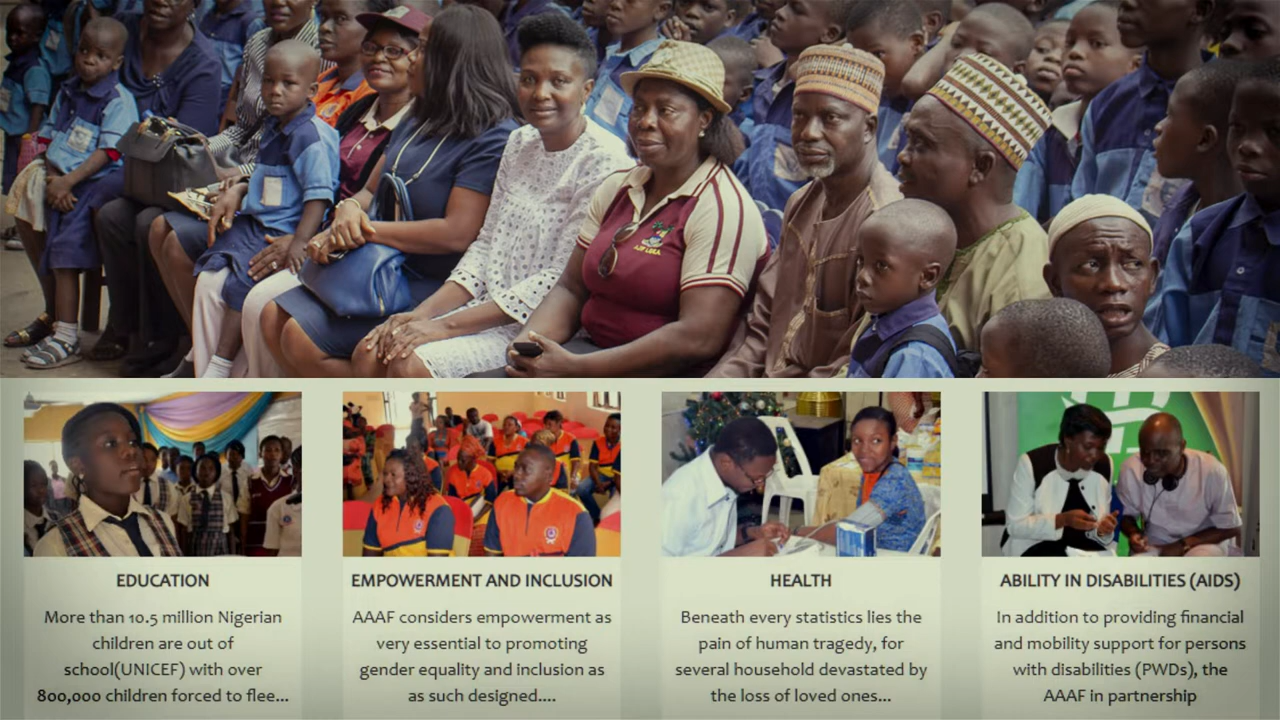 AJIF LEKA
EDUCATION
More than 10.5 million Nigerian
children are out of
school(UNICEF) with over
800,000 children forced to flee...
EMPOWERMENT AND INCLUSION
AAAF considers empowerment as
very essential to promoting
gender equality and inclusion as
as such designed....
HEALTH
Beneath every statistics lies the
pain of human tragedy, for
several household devastated by
the loss of loved ones...
ABILITY IN DISABILITIES (AIDS)
In addition to providing financial
and mobility support for persons
with disabilities (PWDs), the
AAAF in partnership